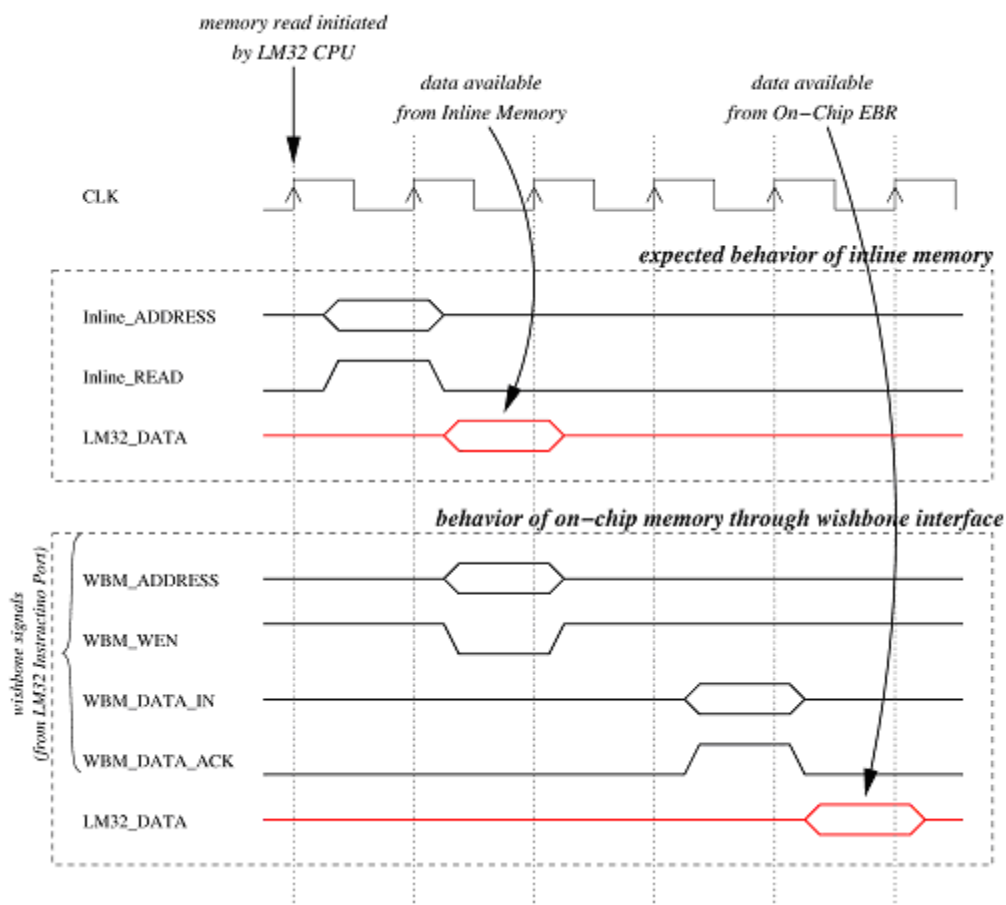 memory read initiated
by LM32 CPU
data available
from Inline Memory
data available
from On-Chip EBR
CLK
expected behavior of inline memory
Inline_ADDRESS
Inline_READ
LM32_DATA
behavior of on-chip memory through wishbone interface
wishbone signals
(from LM32 Instructino Port)
WBM_ADDRESS
WBM_WEN
WBM_DATA_IN
WBM_DATA_ACK
LM32_DATA